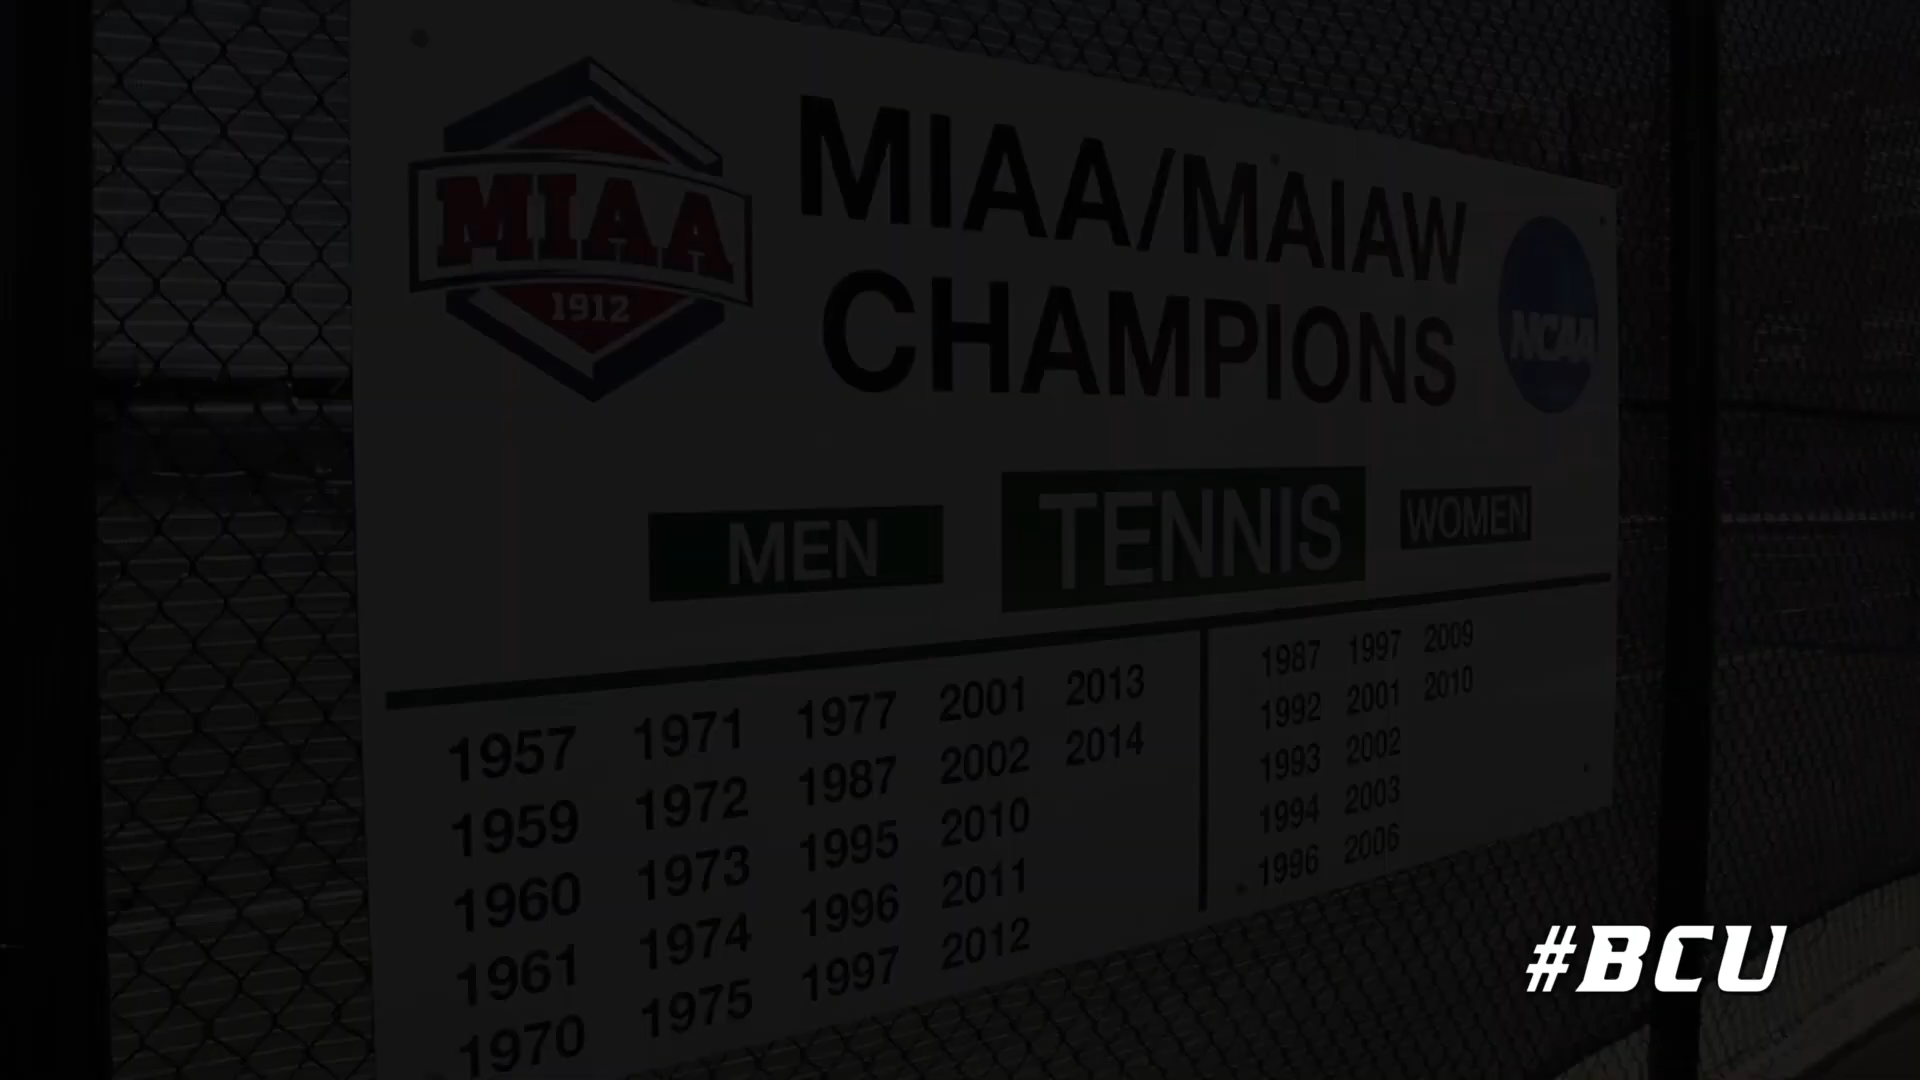 MIAA
1912
MIAA/MAIAW
CHAMPIONS
NCAA
MEN TENNIS WOMEN
1957 1971 1977 2001 2013
1959 1972 1987 2002 2014
1960 1973 1995 2010
1961 1974 1996 2011
1970 1975 1997 2012
1987 1997 2009
1992 2001 2010
1993 2002
1994 2003
1996 2006
#BCU